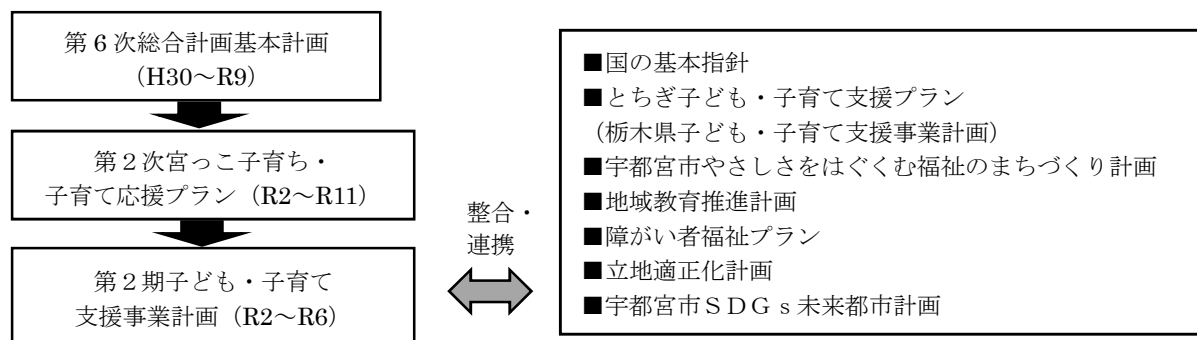 第６次総合計画基本計画
（H30～R9）
第２次宮っこ子育ち・
子育て応援プラン（R2～R11）
第２期子ども・子育て
支援事業計画（R2～R6）
整合・
連携
■国の基本指針
■とちぎ子ども・子育て支援プラン
（栃木県子ども・子育て支援事業計画）
■宇都宮市やさしさをはぐくむ福祉のまちづくり計画
■地域教育推進計画
■障がい者福祉プラン
■立地適正化計画
■宇都宮市ＳＤＧｓ未来都市計画